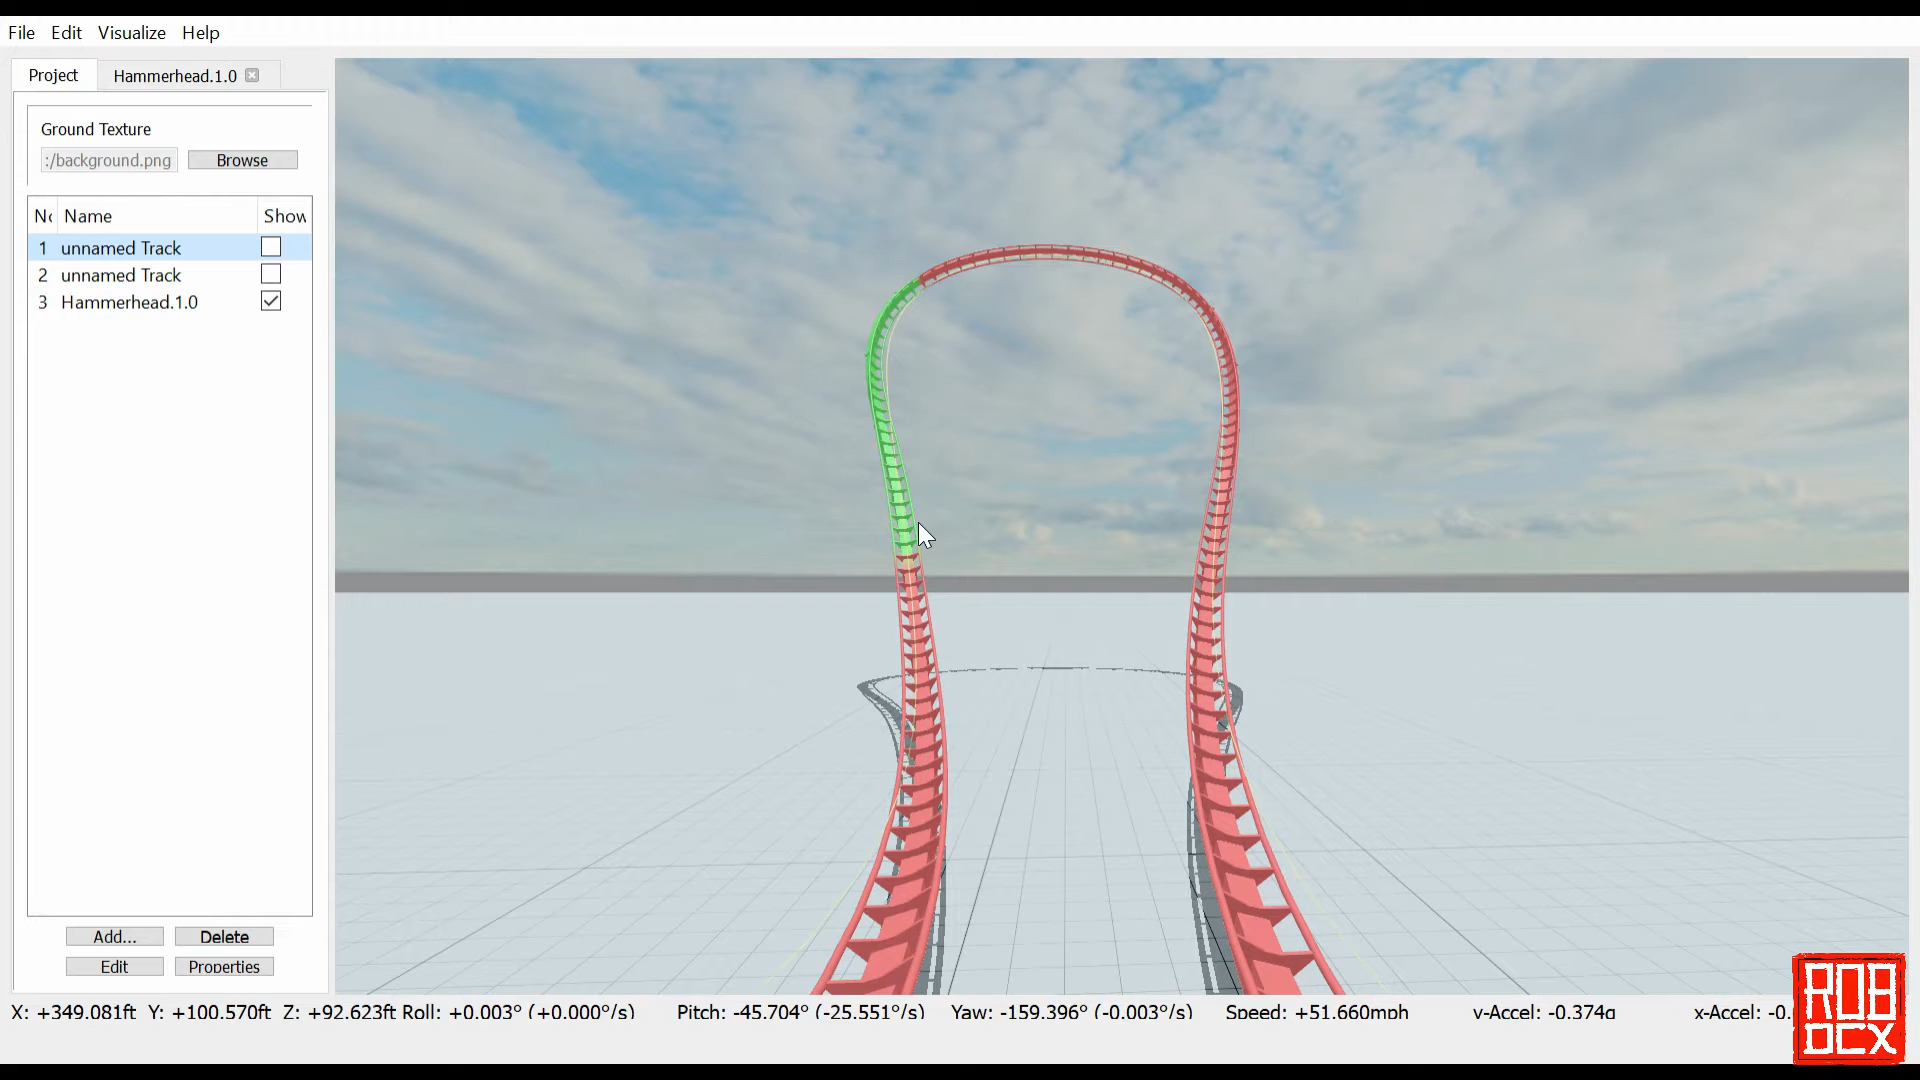 File Edit Visualize Help
Project Hammerhead.1.0
Ground Texture
:/background.png Browse
Name Show
1 unnamed Track
2 unnamed Track
3 Hammerhead.1.0
Add... Delete
Edit Properties
X: +349.081ft Y: +100.570ft Z: +92.623ft Roll: +0.003° (+0.000°/s) Pitch: -45.704° (-25.551°/s) Yaw: -159.396° (-0.003°/s) Speed: +51.660mph y-Accel: -0.374g x-Accel: -0.
ROB
DCX